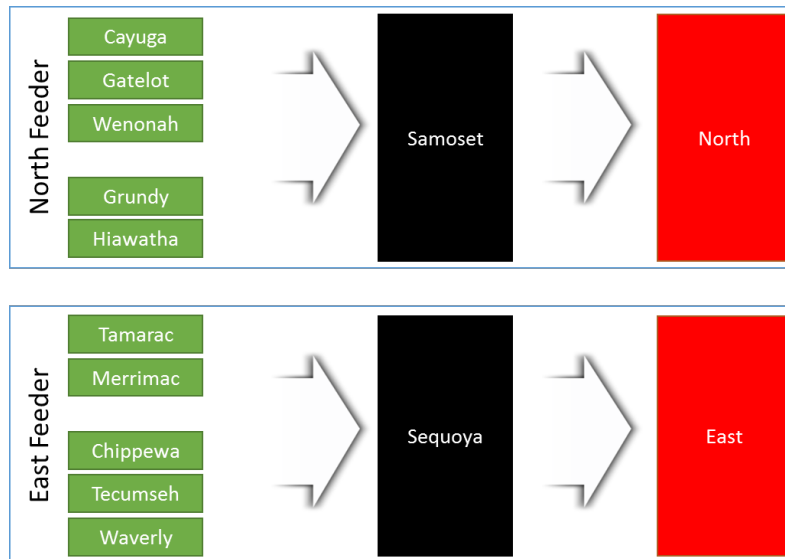 North Feeder
Cayuga
Gatelot
Wenonah
Grundy
Hiawatha
Samoset
North
East Feeder
Tamarac
Merrimac
Chippewa
Tecumseh
Waverly
Sequoya
East